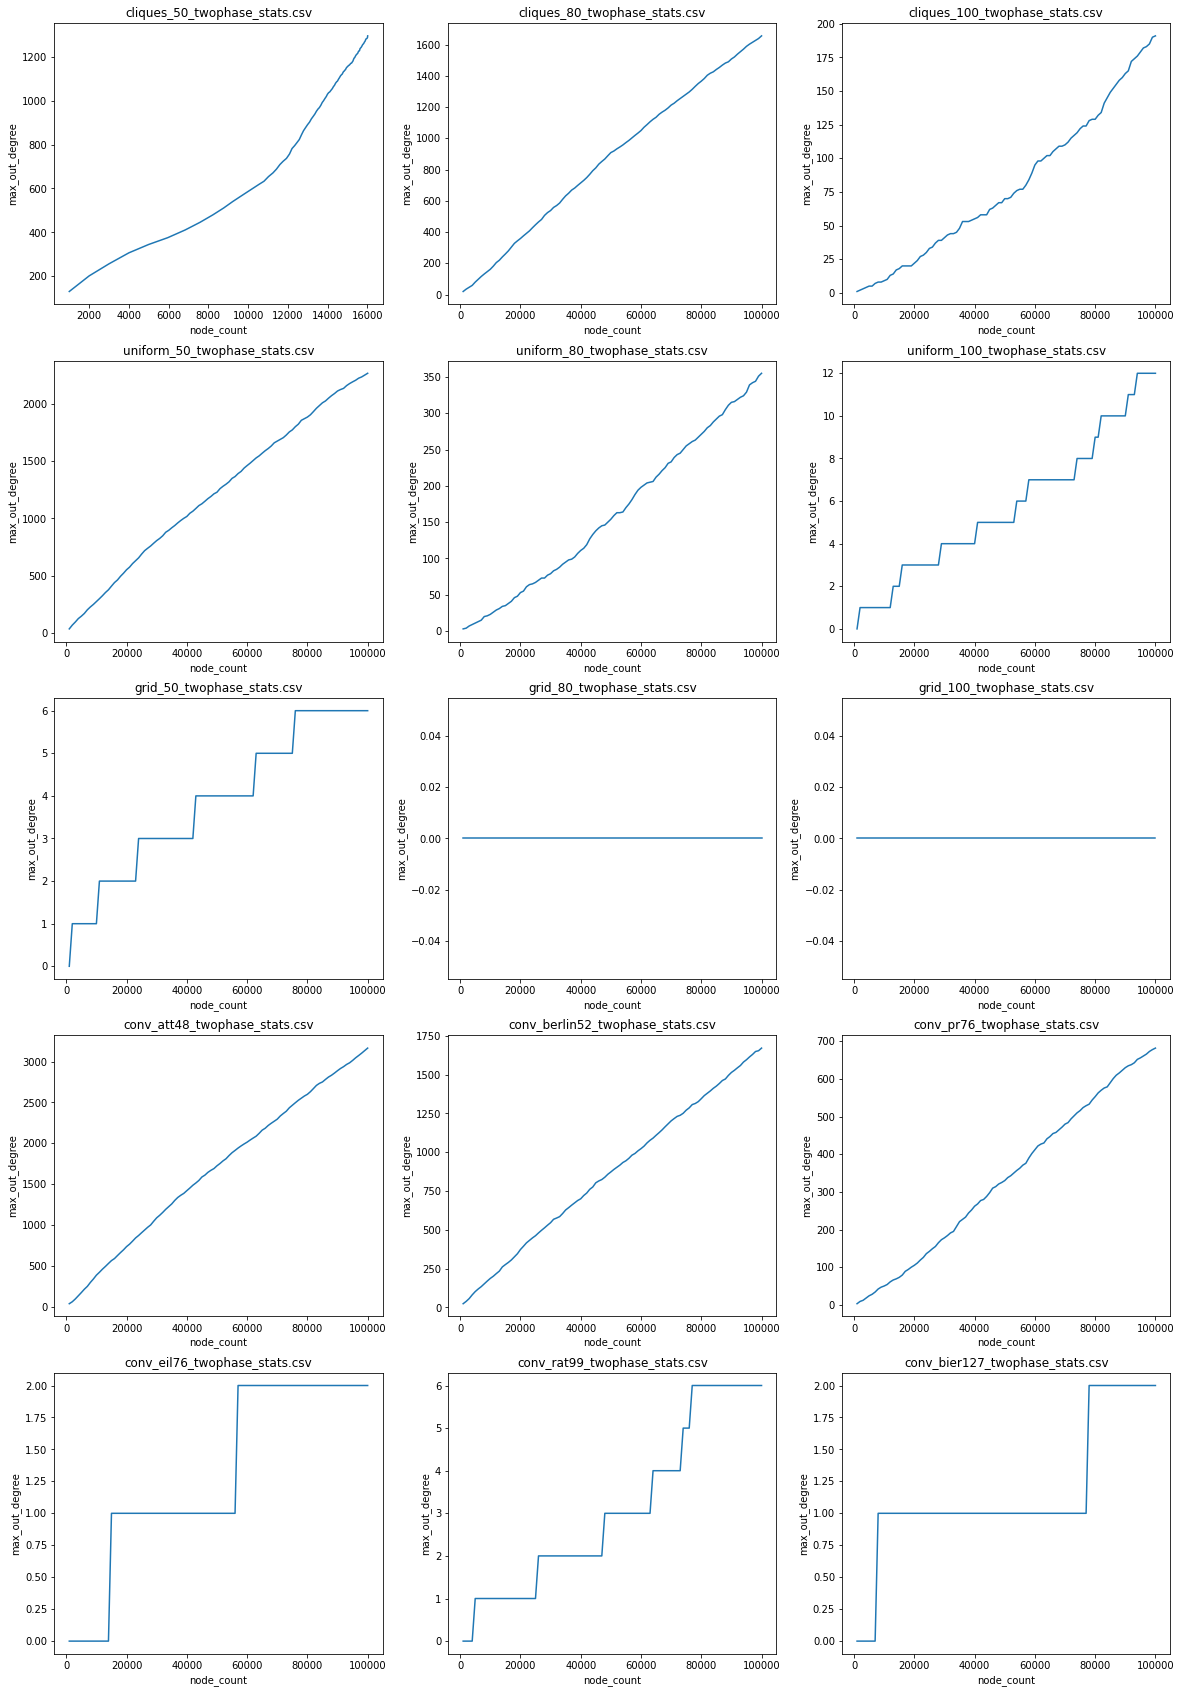 cliques_50_twophase_stats.csv
max_out_degree
1200
1000
800
600
400
200
2000 4000 6000 8000 10000 12000 14000 16000
node_count
cliques_80_twophase_stats.csv
max_out_degree
1600
1400
1200
1000
800
600
400
200
0
0 20000 40000 60000 80000 100000
node_count
cliques_100_twophase_stats.csv
max_out_degree
200
175
150
125
100
75
50
25
0
0 20000 40000 60000 80000 100000
node_count
uniform_50_twophase_stats.csv
max_out_degree
2000
1500
1000
500
0
0 20000 40000 60000 80000 100000
node_count
uniform_80_twophase_stats.csv
max_out_degree
350
300
250
200
150
100
50
0
0 20000 40000 60000 80000 100000
node_count
uniform_100_twophase_stats.csv
max_out_degree
12
10
8
6
4
2
0
0 20000 40000 60000 80000 100000
node_count
grid_50_twophase_stats.csv
max_out_degree
6
5
4
3
2
1
0
0 20000 40000 60000 80000 100000
node_count
grid_80_twophase_stats.csv
max_out_degree
0.04
0.02
0.00
−0.02
−0.04
0 20000 40000 60000 80000 100000
node_count
grid_100_twophase_stats.csv
max_out_degree
0.04
0.02
0.00
−0.02
−0.04
0 20000 40000 60000 80000 100000
node_count
conv_att48_twophase_stats.csv
max_out_degree
3000
2500
2000
1500
1000
500
0
0 20000 40000 60000 80000 100000
node_count
conv_berlin52_twophase_stats.csv
max_out_degree
1750
1500
1250
1000
750
500
250
0
0 20000 40000 60000 80000 100000
node_count
conv_pr76_twophase_stats.csv
max_out_degree
700
600
500
400
300
200
100
0
0 20000 40000 60000 80000 100000
node_count
conv_eil76_twophase_stats.csv
max_out_degree
2.00
1.75
1.50
1.25
1.00
0.75
0.50
0.25
0.00
0 20000 40000 60000 80000 100000
node_count
conv_rat99_twophase_stats.csv
max_out_degree
6
5
4
3
2
1
0
0 20000 40000 60000 80000 100000
node_count
conv_bier127_twophase_stats.csv
max_out_degree
2.00
1.75
1.50
1.25
1.00
0.75
0.50
0.25
0.00
0 20000 40000 60000 80000 100000
node_count